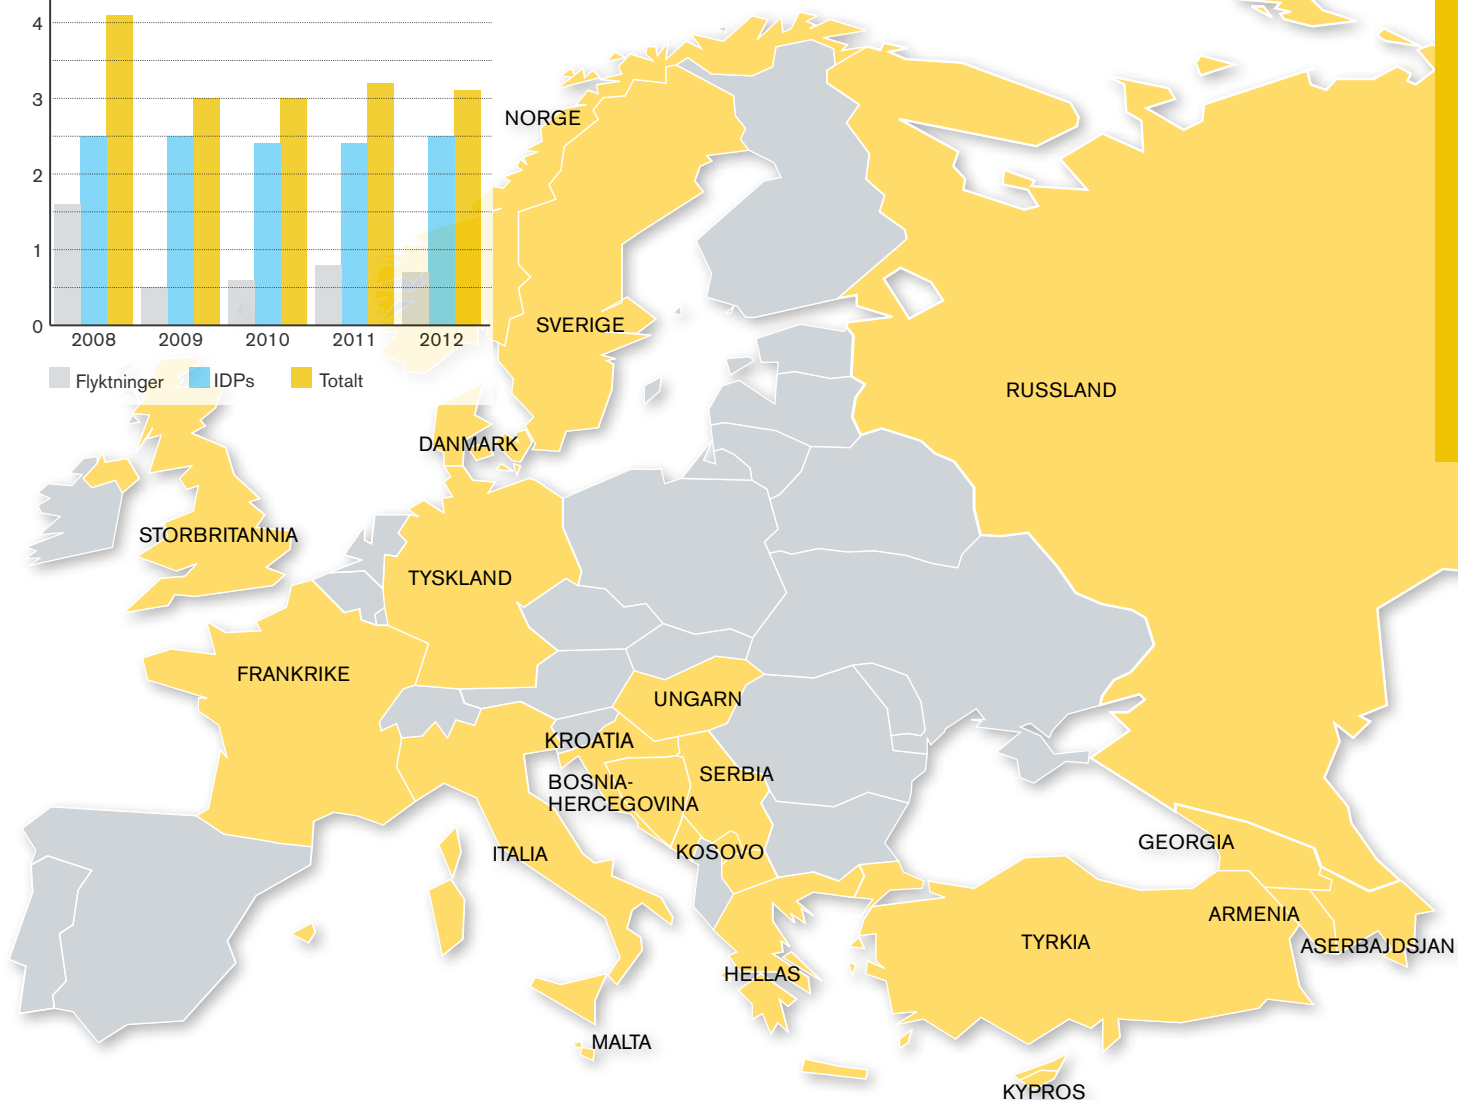 4
3
2
1
0
2008 2009 2010 2011 2012
Flyktninger IDPs Totalt
NORGE
SVERIGE
RUSSLAND
DANMARK
STORBRITANNIA
TYSKLAND
FRANKRIKE
UNGARN
KROATIA
BOSNIA-
HERCEGOVINA
SERBIA
KOSOVO
ITALIA
GEORGIA
ARMENIA
ASERBAJDSJAN
TYRKIA
HELLAS
MALTA
KYPROS